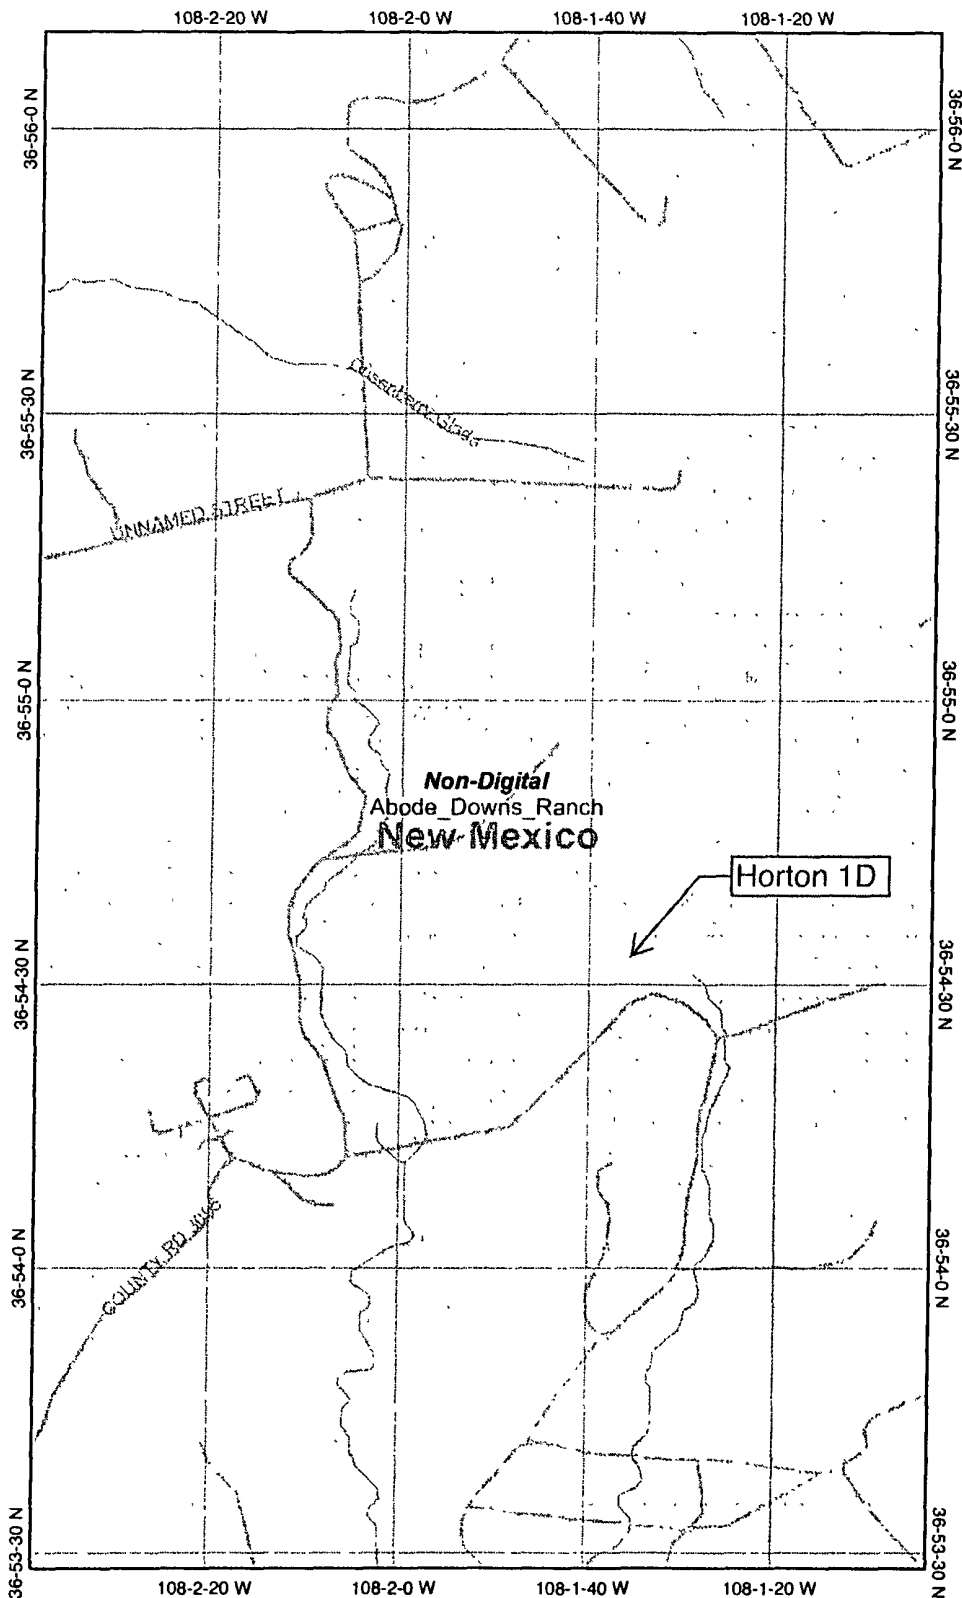 108-2-20 W 108-2-0 W 108-1-40 W 108-1-20 W
36-56-0 N 36-56-0 N
36-55-30 N 36-55-30 N
UNNAMED STREET
36-55-0 N 36-55-0 N
Non-Digital
Abode_Downs_Ranch
New Mexico
Horton 1D
36-54-30 N 36-54-30 N
COUNTY RD
36-54-0 N 36-54-0 N
36-53-30 N 36-53-30 N
108-2-20 W 108-2-0 W 108-1-40 W 108-1-20 W